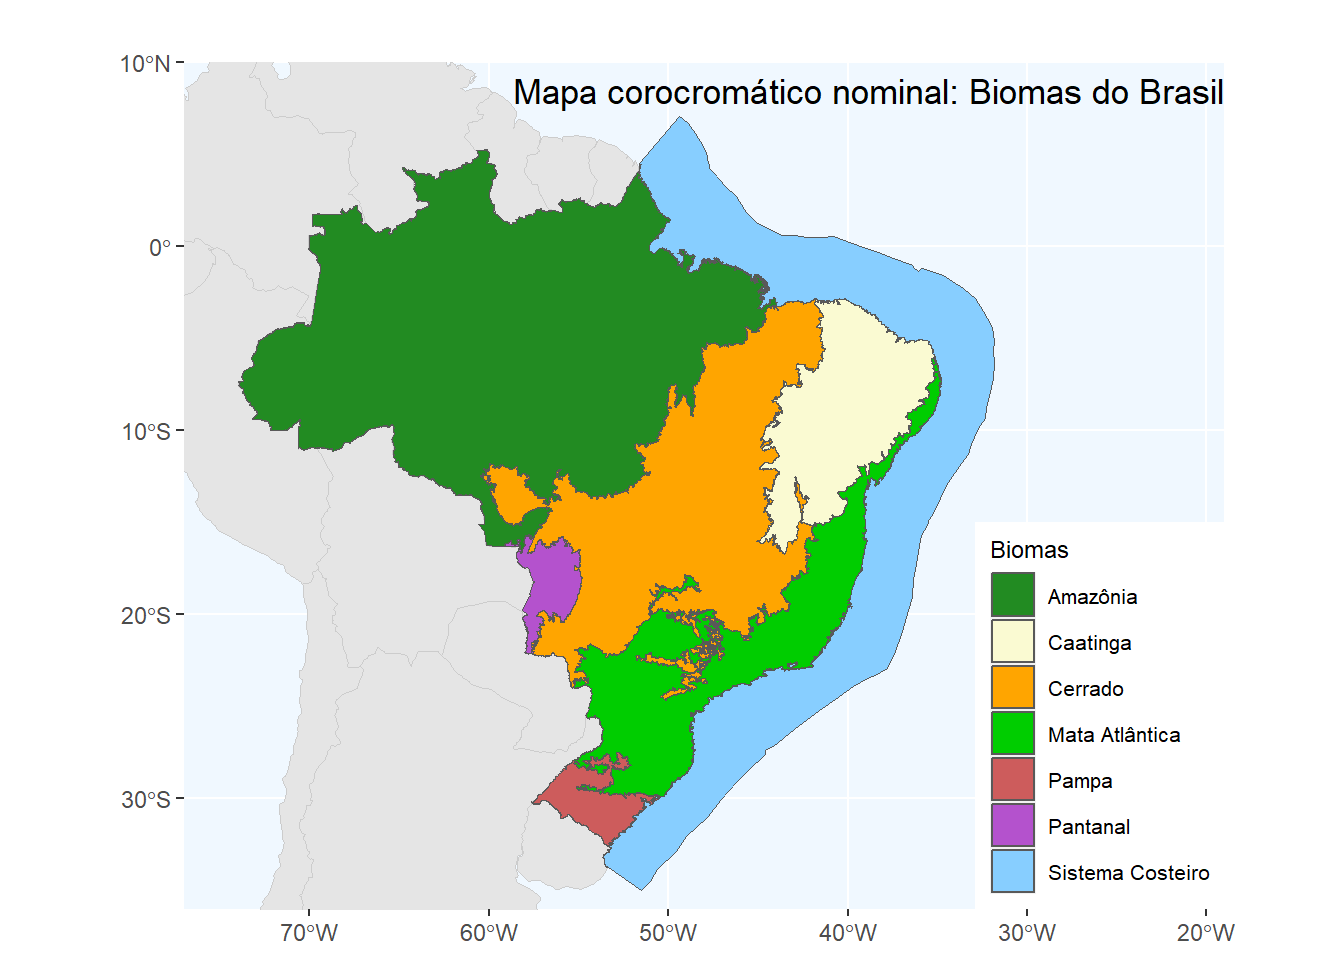 Mapa corocromático nominal: Biomas do Brasil
10°N
0°
10°S
20°S
30°S
70°W
60°W
50°W
40°W
30°W
20°W
Biomas
Amazônia
Caatinga
Cerrado
Mata Atlântica
Pampa
Pantanal
Sistema Costeiro